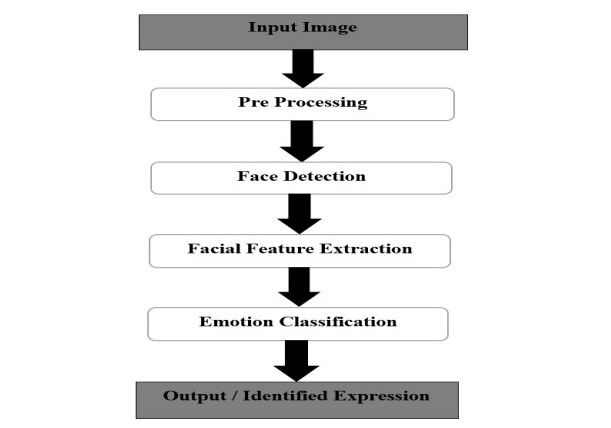 Input Image
Pre Processing
Face Detection
Facial Feature Extraction
Emotion Classification
Output / Identified Expression